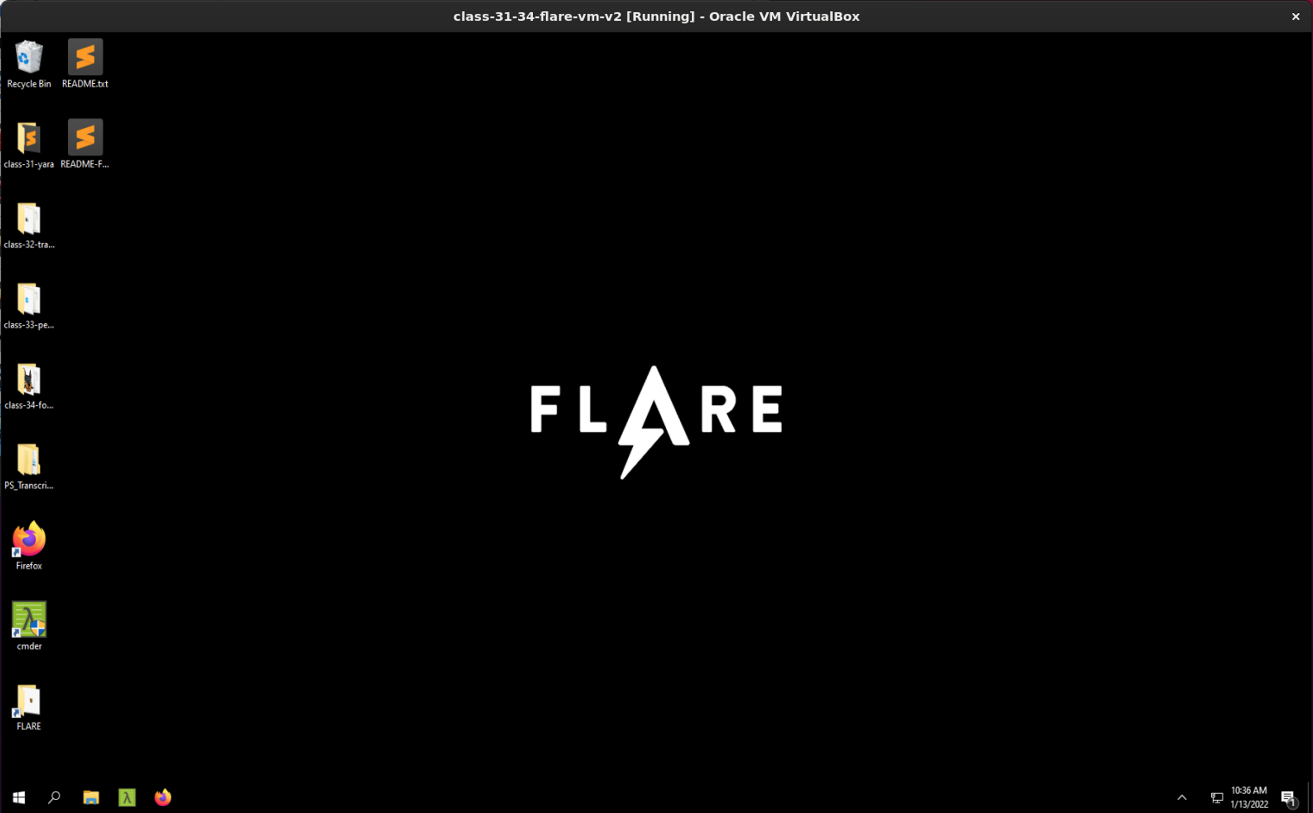 class-31-34-flare-vm-v2 [Running] - Oracle VM VirtualBox
Recycle Bin
README.txt
class-31-yara
README-F...
class-32-tra...
class-33-pe...
class-34-fo...
PS_Transcri...
Firefox
cmder
FLARE
FLARE
10:36 AM
1/13/2022
1